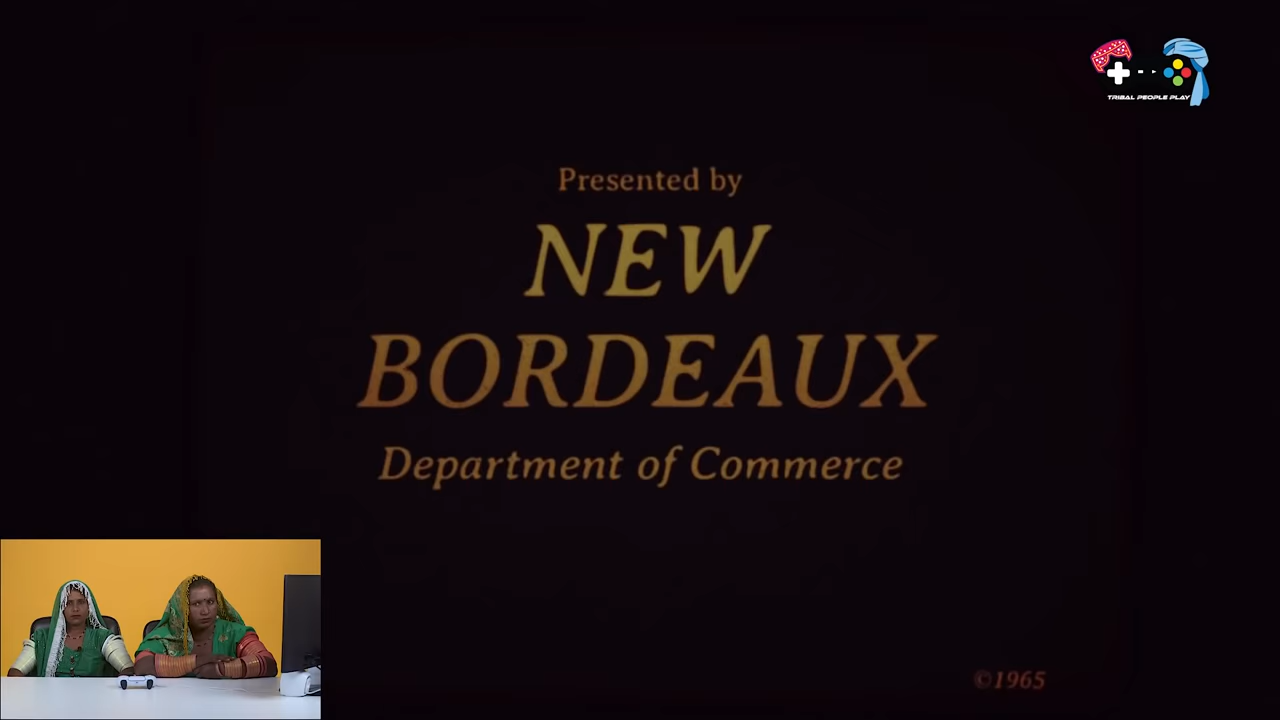 TRIBAL PEOPLE PLAY
Presented by
NEW
BORDEAUX
Department of Commerce
©1965